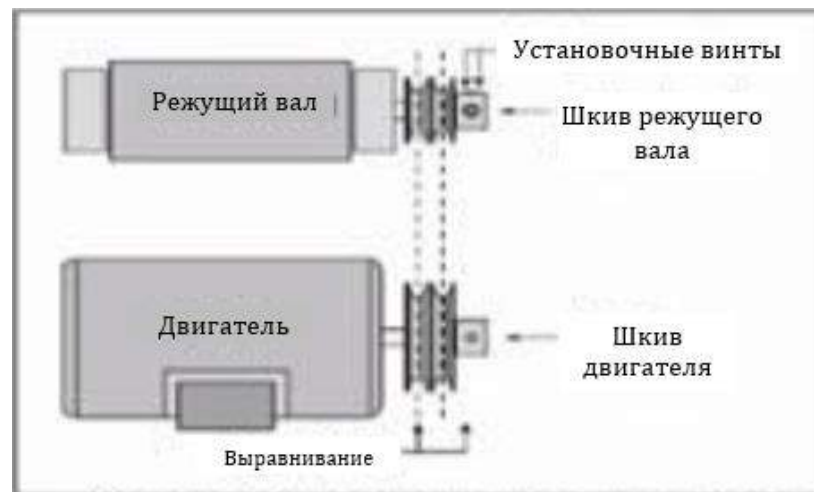 Установочные винты
Режущий вал
Шкив режущего
вала
Двигатель
Шкив
двигателя
Выравнивание